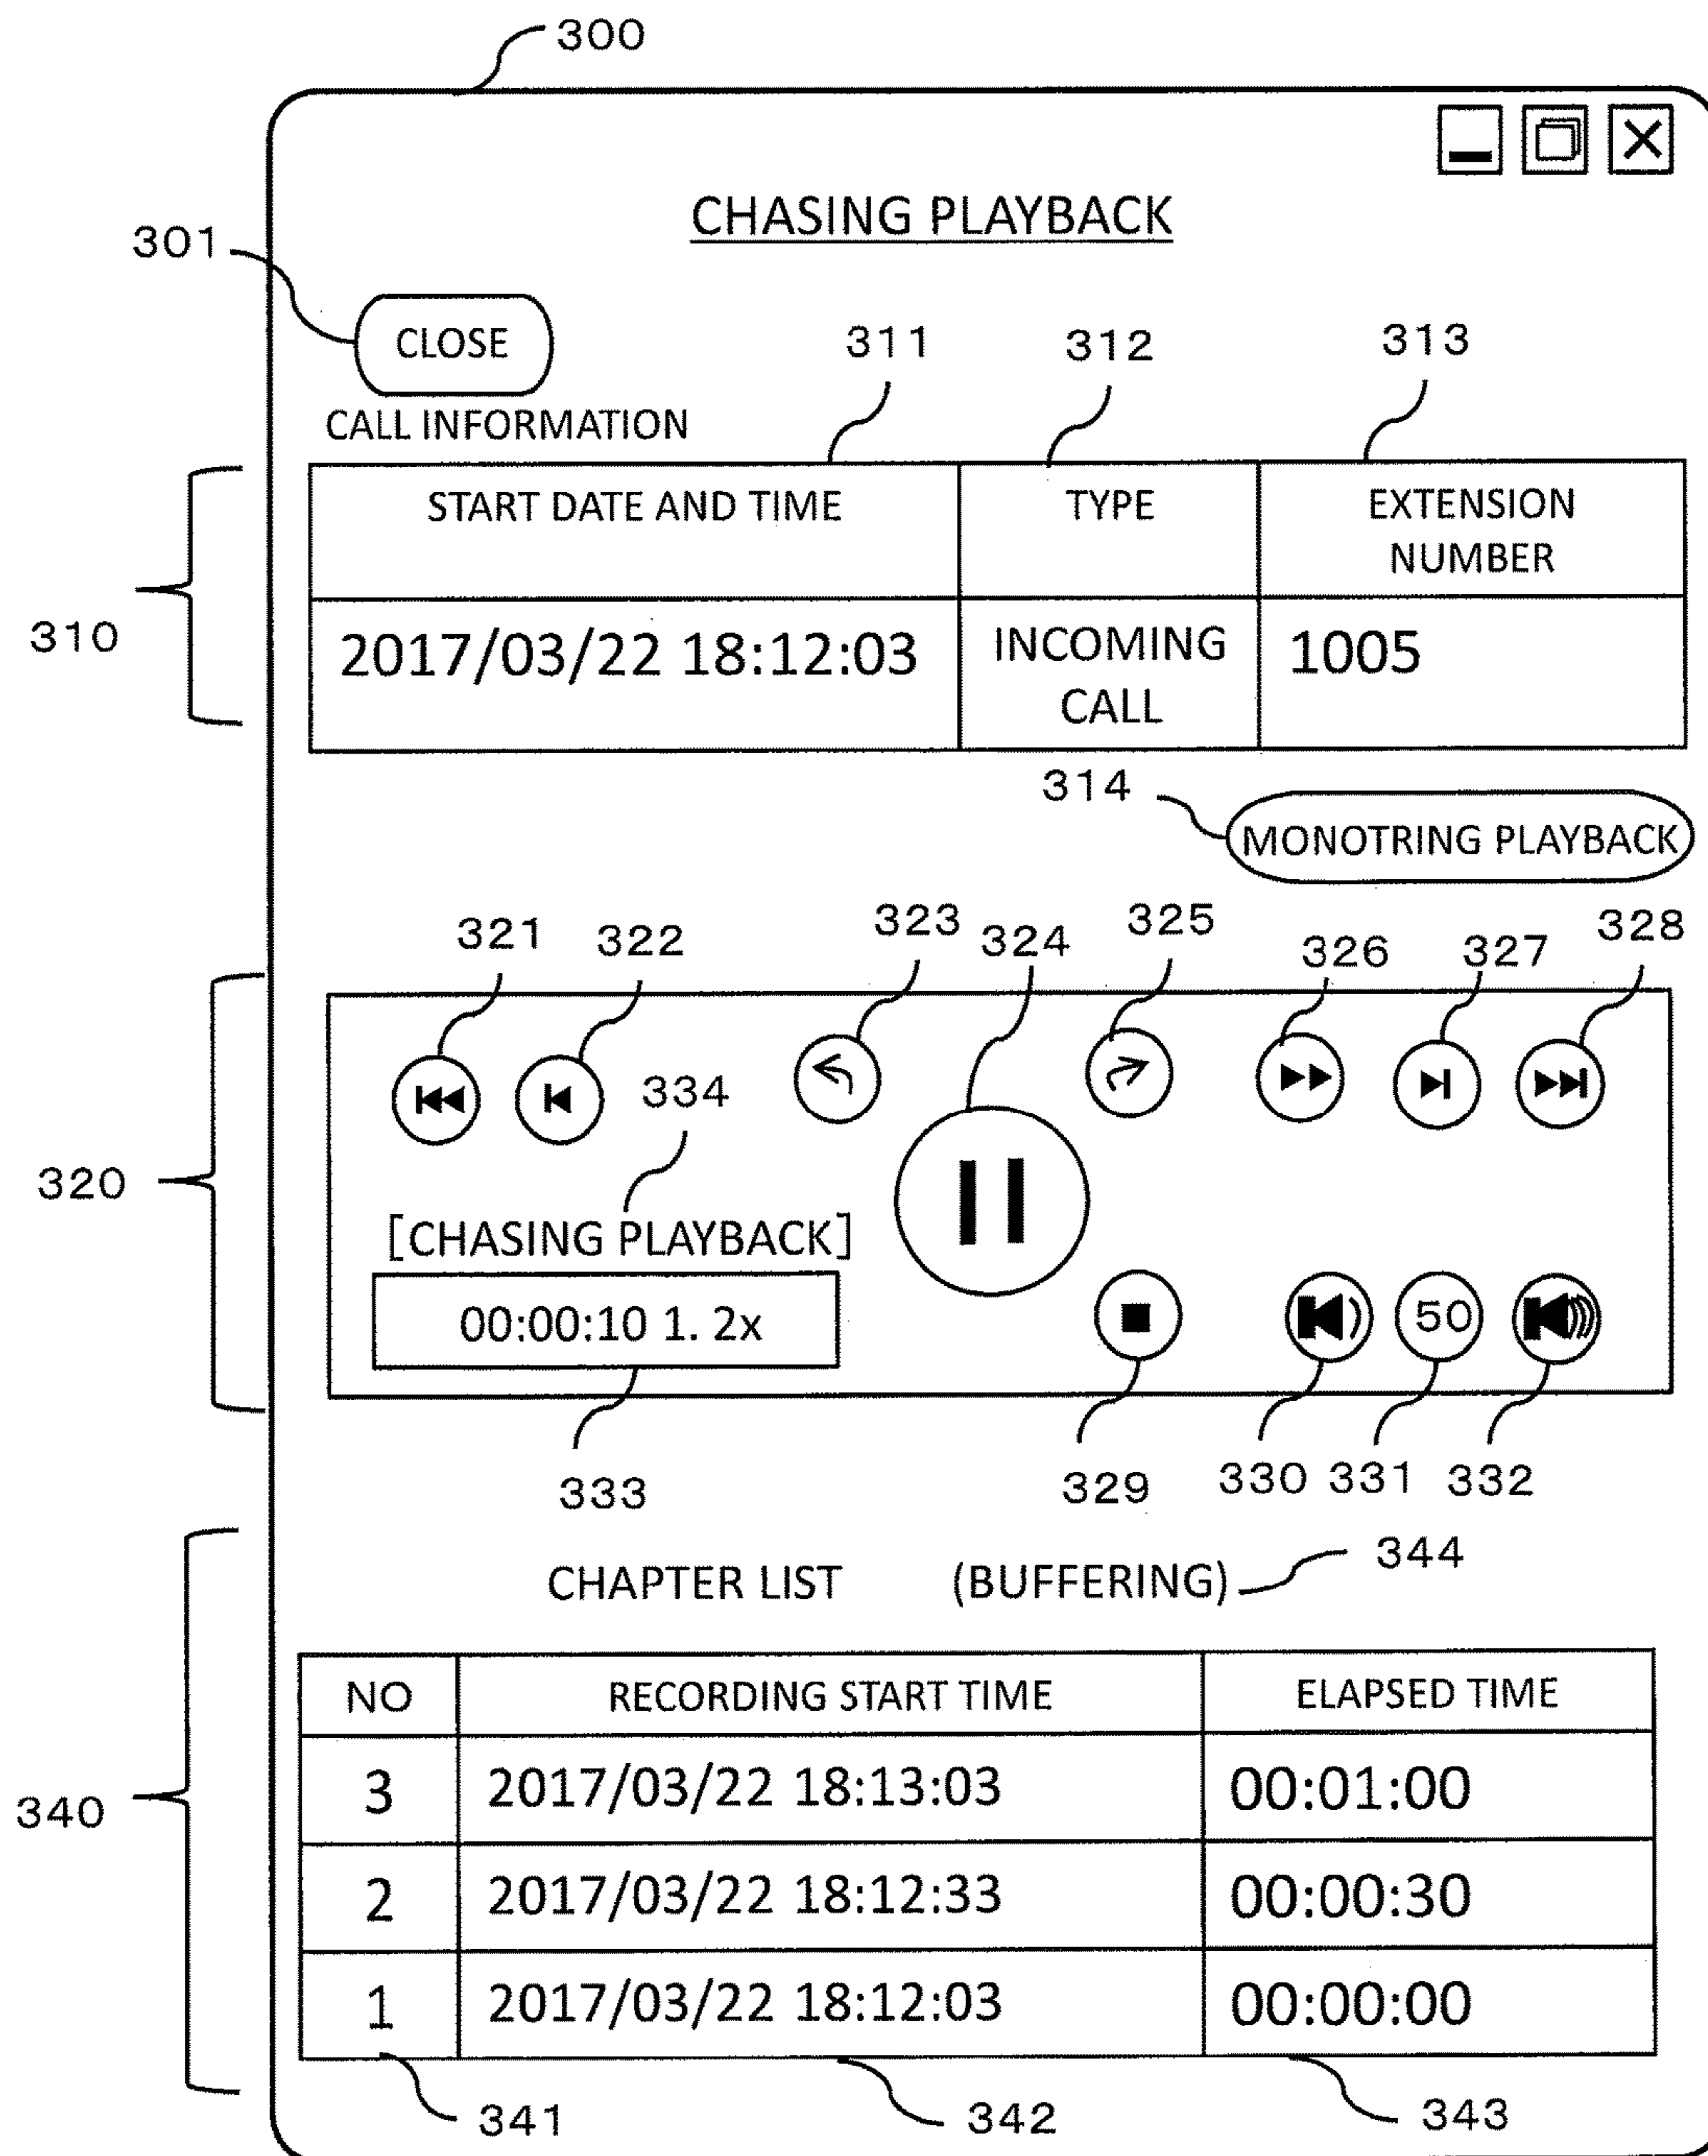 300
CHASING PLAYBACK
301
CLOSE
311
312
313
CALL INFORMATION
START DATE AND TIME
TYPE
EXTENSION
NUMBER
310
2017/03/22 18:12:03
INCOMING
CALL
1005
314
MONOTRING PLAYBACK
321
322
323
324
325
326
327
328
334
320
[CHASING PLAYBACK]
00:00:10 1. 2x
50
333
329
330
331
332
CHAPTER LIST
(BUFFERING)
344
NO
RECORDING START TIME
ELAPSED TIME
3
2017/03/22 18:13:03
00:01:00
340
2
2017/03/22 18:12:33
00:00:30
1
2017/03/22 18:12:03
00:00:00
341
342
343